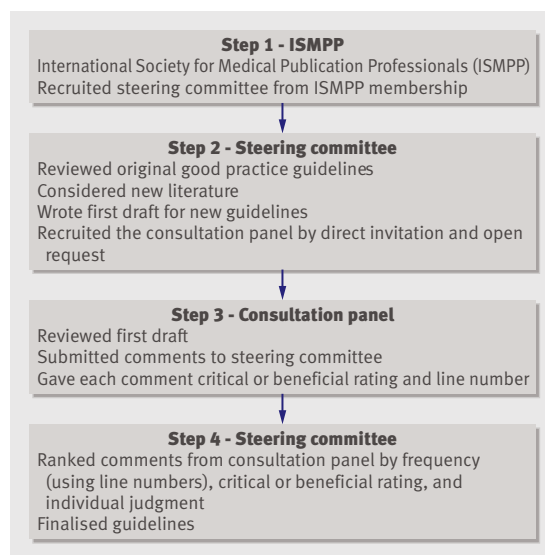 Step 1 - ISMPP
International Society for Medical Publication Professionals (ISMPP)
Recruited steering committee from ISMPP membership
Step 2 - Steering committee
Reviewed original good practice guidelines
Considered new literature
Wrote first draft for new guidelines
Recruited the consultation panel by direct invitation and open
request
Step 3 - Consultation panel
Reviewed first draft
Submitted comments to steering committee
Gave each comment critical or beneficial rating and line number
Step 4 - Steering committee
Ranked comments from consultation panel by frequency
(using line numbers), critical or beneficial rating, and
individual judgment
Finalised guidelines